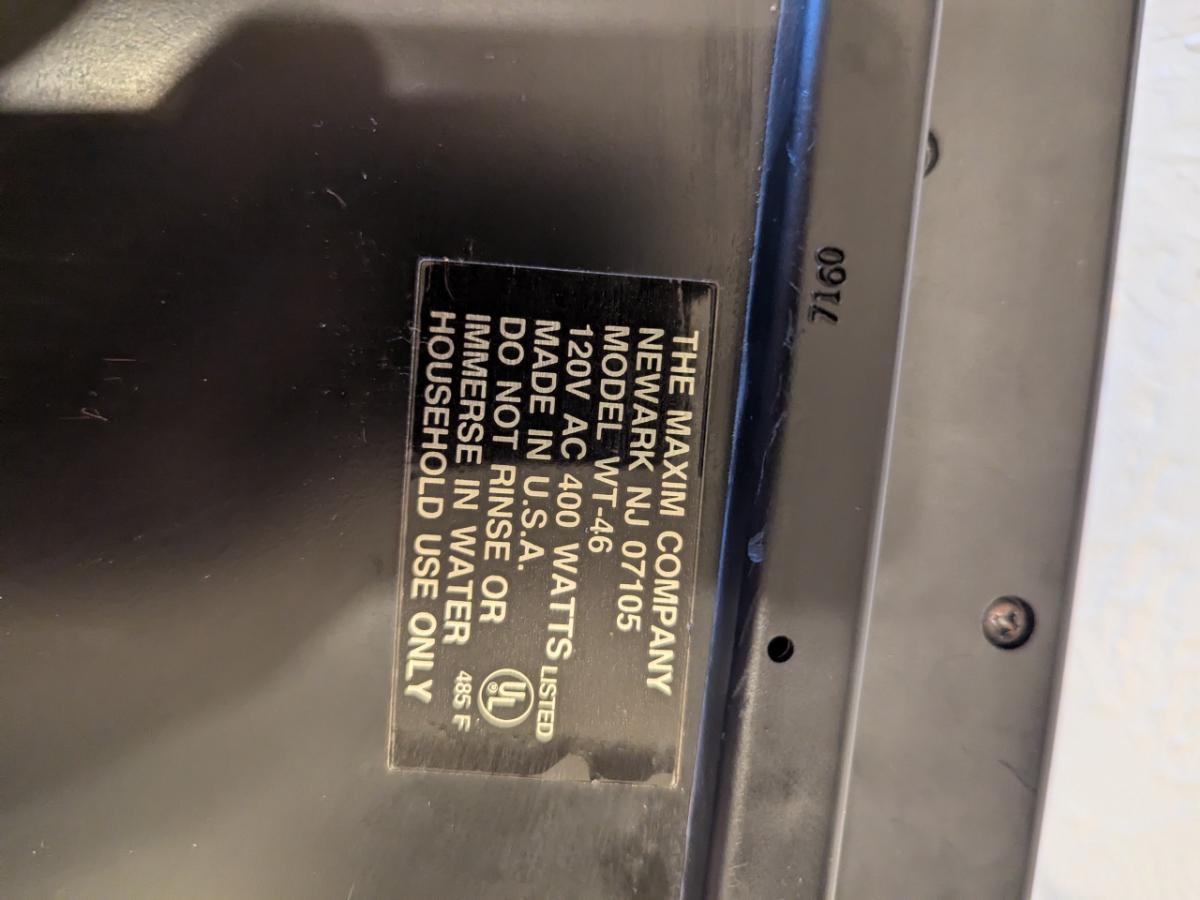 THE MAXIM COMPANY
NEWARK NJ 07105
MODEL WT-46
120V AC 400 WATTS
MADE IN U.S.A.
DO NOT RINSE OR
IMMERSE IN WATER
HOUSEHOLD USE ONLY
LISTED
UL®
485 F
7160